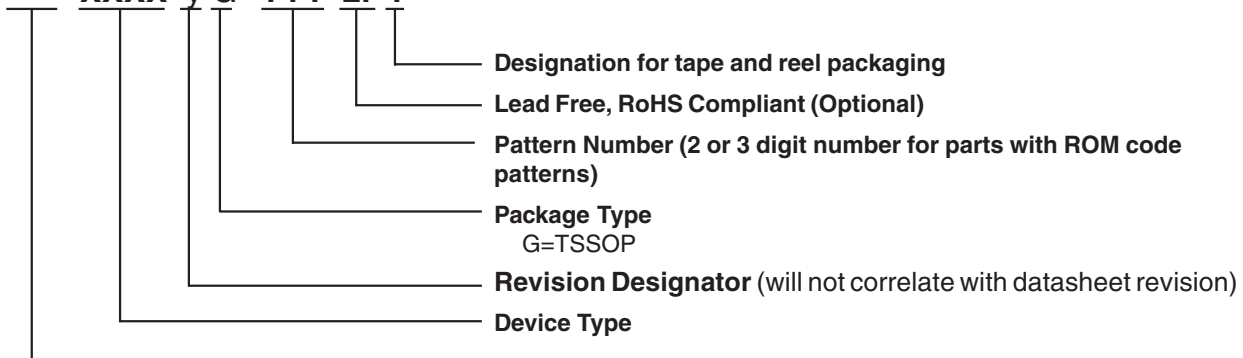 Designation for tape and reel packaging
Lead Free, RoHS Compliant (Optional)
Pattern Number (2 or 3 digit number for parts with ROM code
patterns)
Package Type
G=TSSOP
Revision Designator (will not correlate with datasheet revision)
Device Type